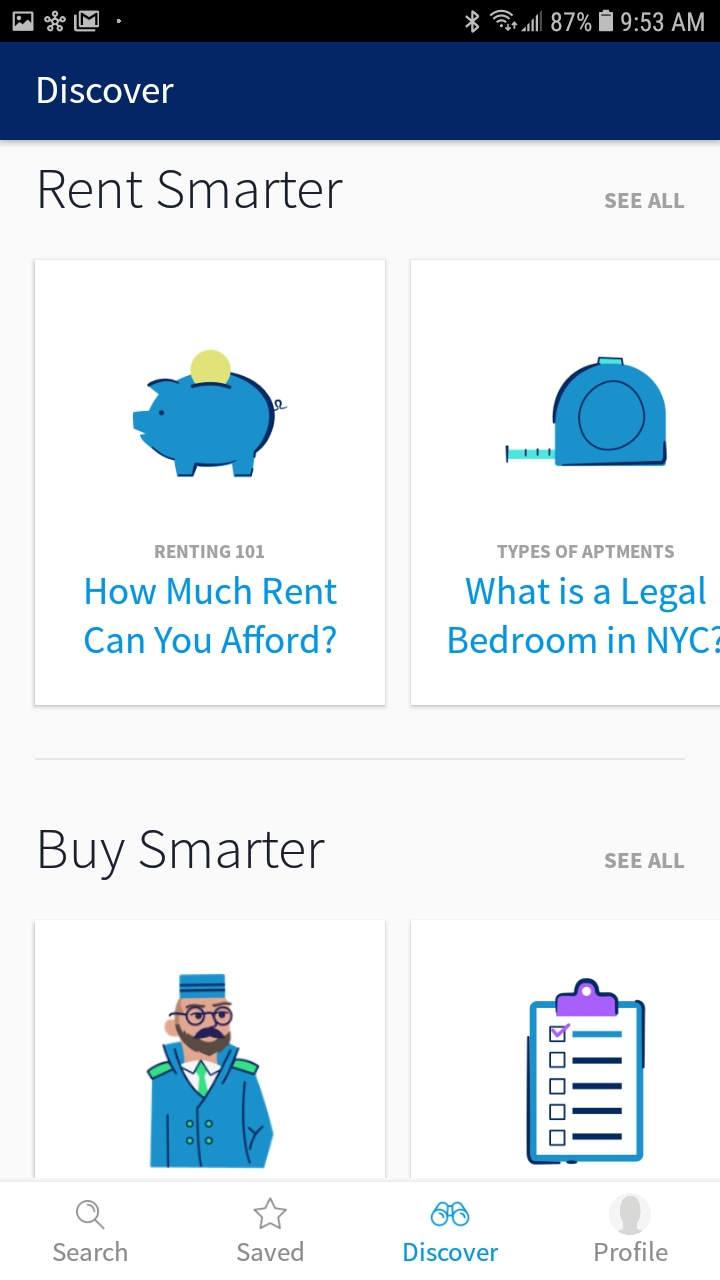 87% 9:53 AM
Discover
Rent Smarter
SEE ALL
RENTING 101
How Much Rent
Can You Afford?
TYPES OF APTMENTS
What is a Legal
Bedroom in NYC?
Buy Smarter
SEE ALL
Search
Saved
Discover
Profile